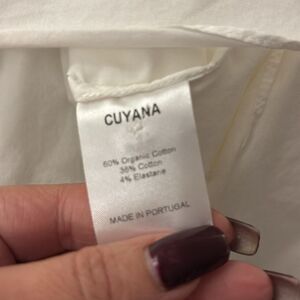 CUYANA
60% Organic Cotton
36% Cotton
4% Elastane
MADE IN PORTUGAL